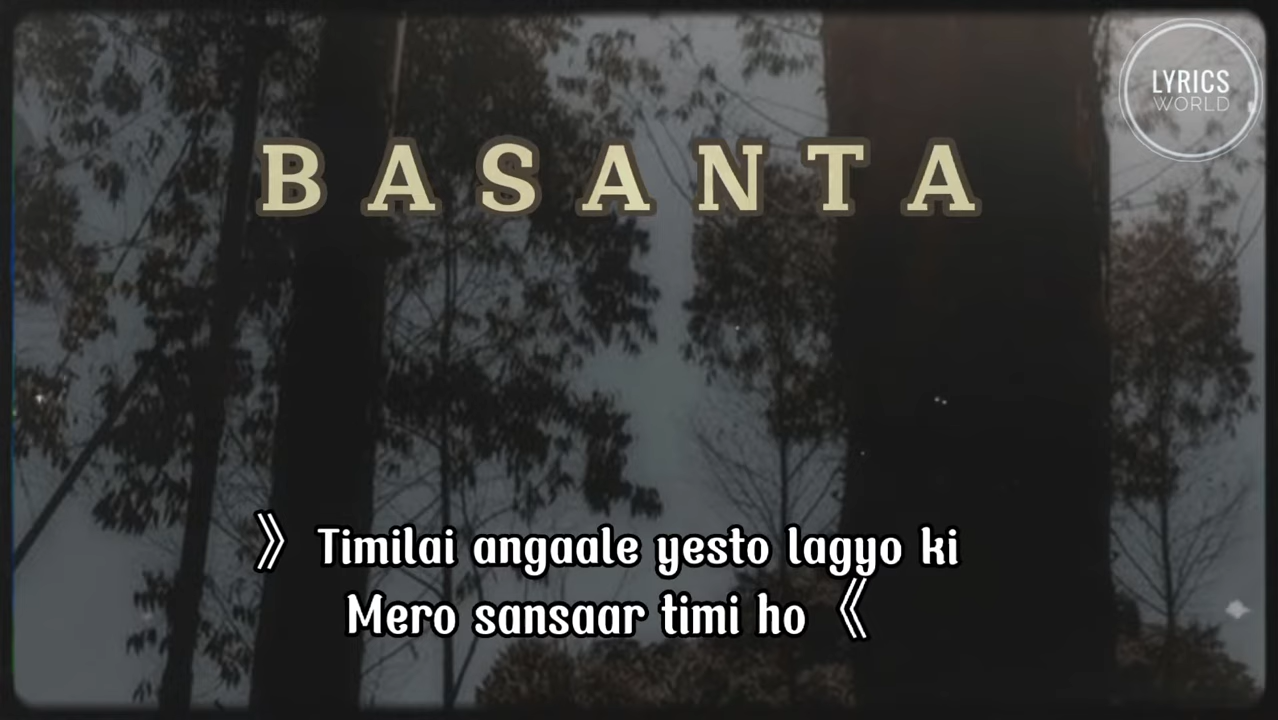 LYRICS
WORLD
BASANTA
》 Timilai angaale yesto lagyo ki
Mero sansaar timi ho 《